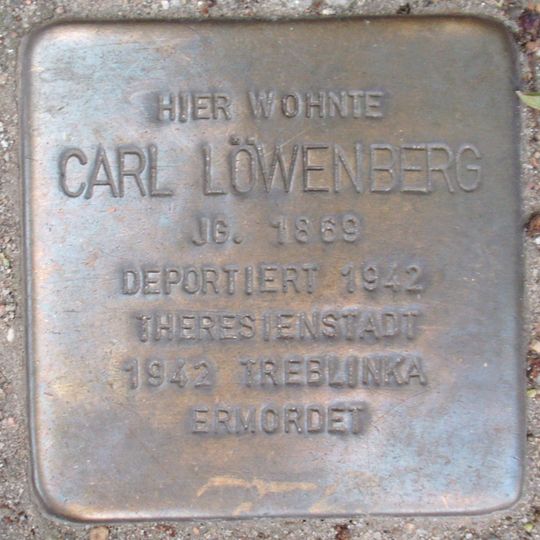 HIER WOHNTE
CARL LÖWENBERG
JG. 1869
DEPORTIERT 1942
THERESIENSTADT
1942 TREBLINKA
ERMORDET